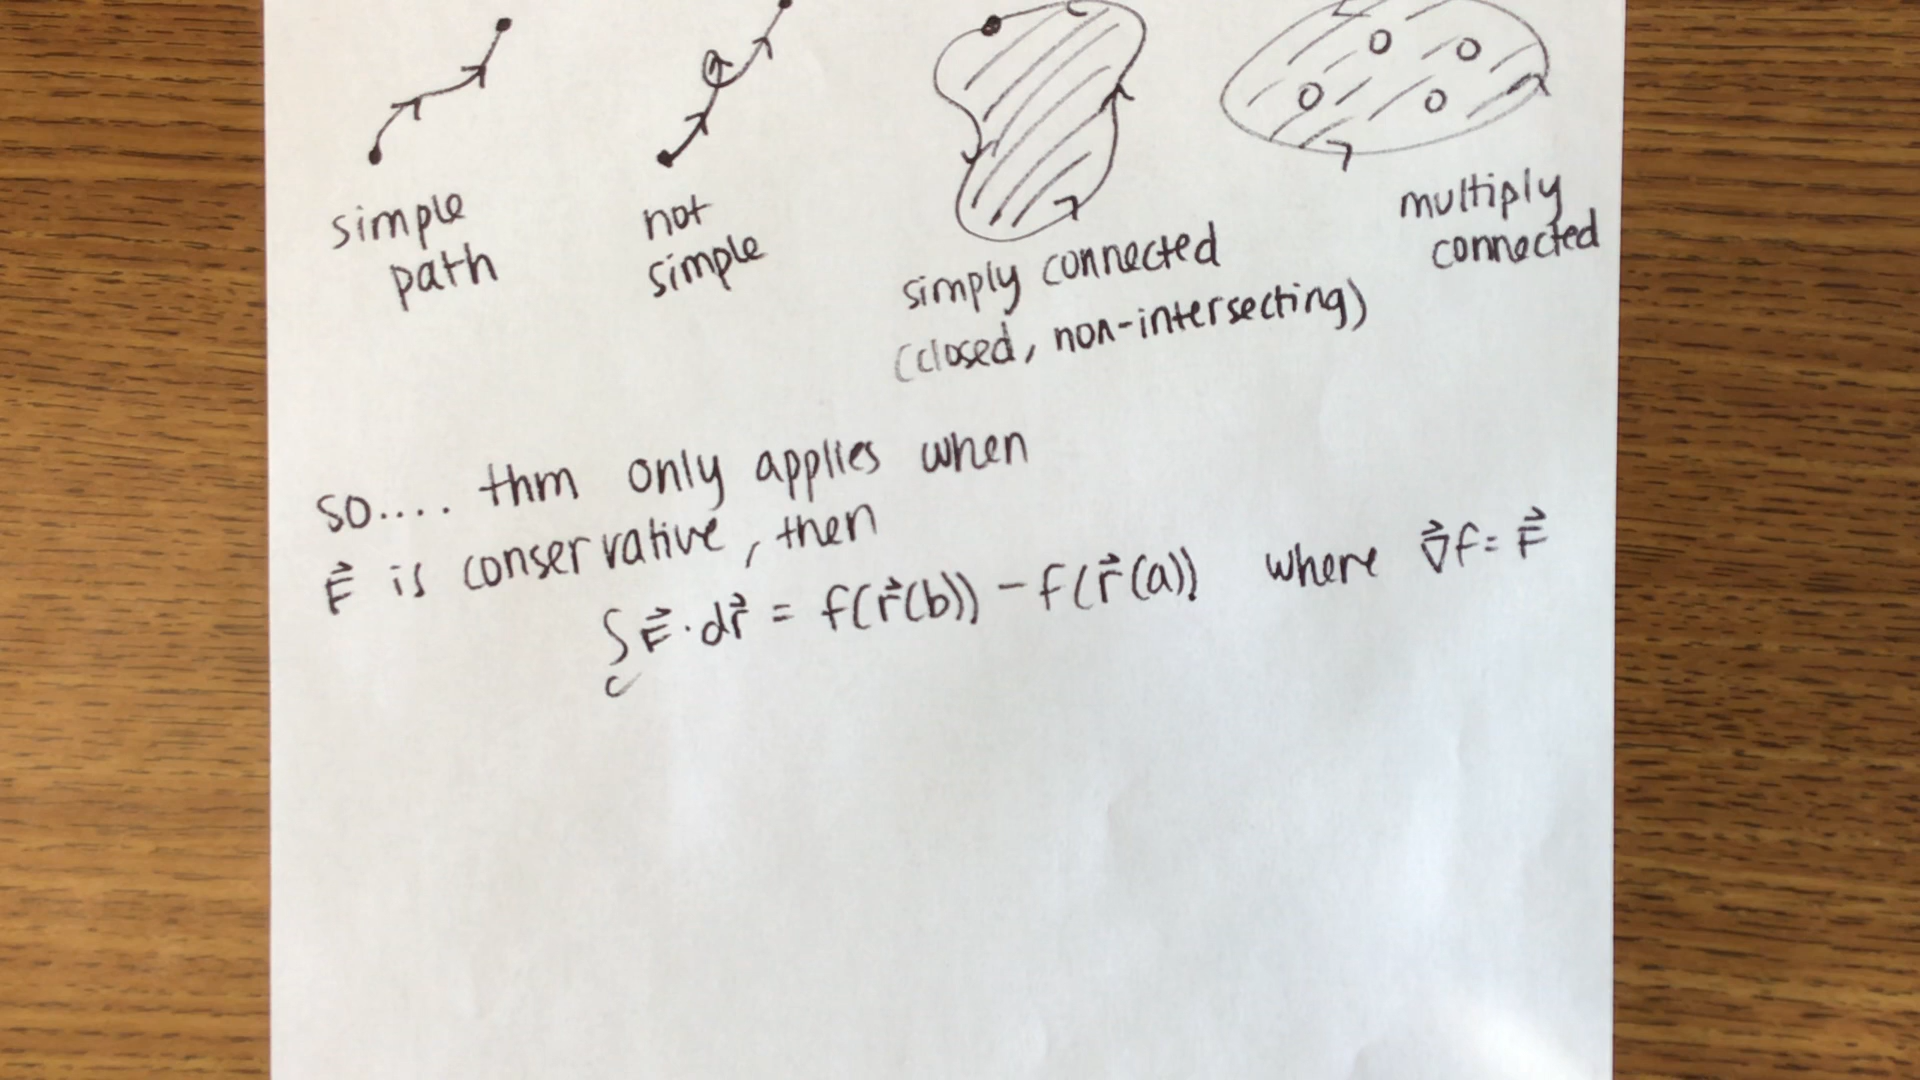 simple path
not simple
simply connected
(closed, non-intersecting)
multiply connected
so.... thm only applies when
F⃗ is conservative, then
∫_C F⃗ · dr⃗ = f(r⃗(b)) - f(r⃗(a)) where ∇⃗f = F⃗